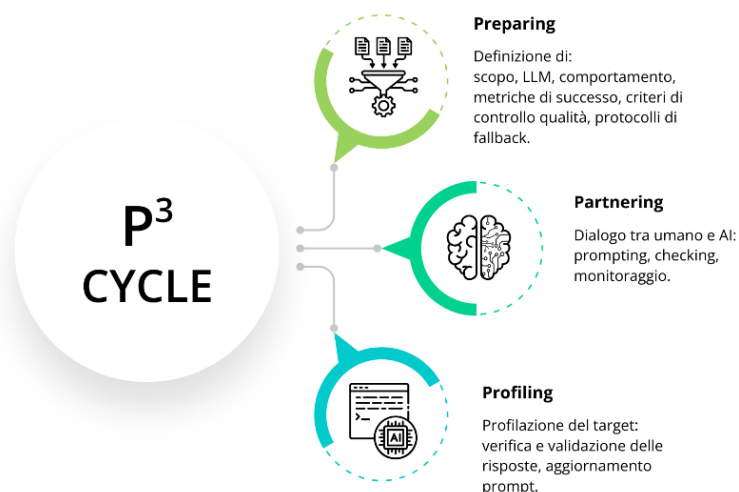 P³
CYCLE
Preparing
Definizione di:
scopo, LLM, comportamento,
metriche di successo, criteri di
controllo qualità, protocolli di
fallback.
Partnering
Dialogo tra umano e AI:
prompting, checking,
monitoraggio.
Profiling
Profilazione del target:
verifica e validazione delle
risposte, aggiornamento
prompt.
AI